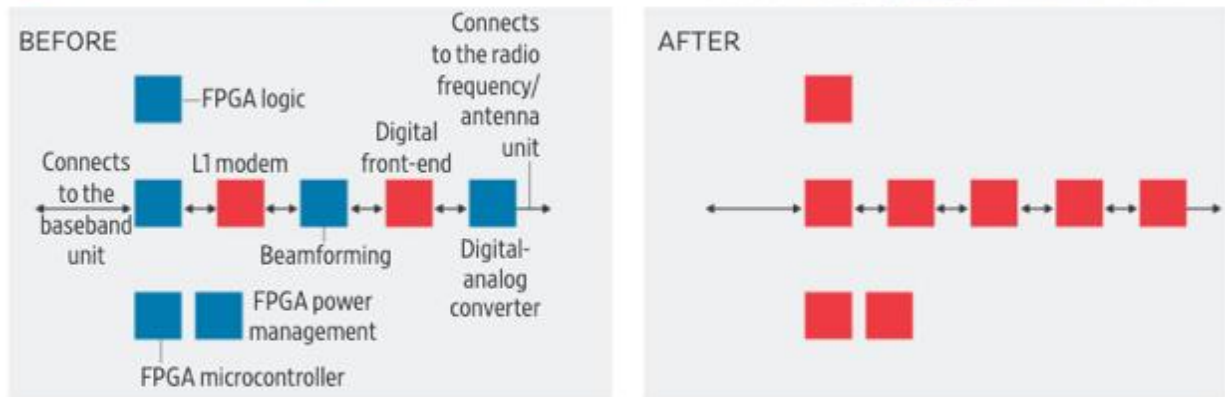 BEFORE
FPGA logic
Connects
to the radio
frequency/
antenna
unit
Connects
to the
baseband
unit
L1 modem
Digital
front-end
Beamforming
Digital-
analog
converter
FPGA power
management
FPGA microcontroller
AFTER